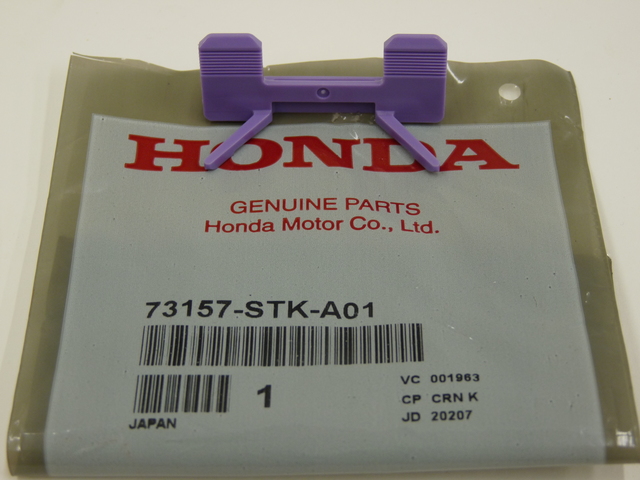 HONDA
GENUINE PARTS
Honda Motor Co., Ltd.
73157-STK-A01
1
VC 001963
CP CRN K
JD 20207
JAPAN